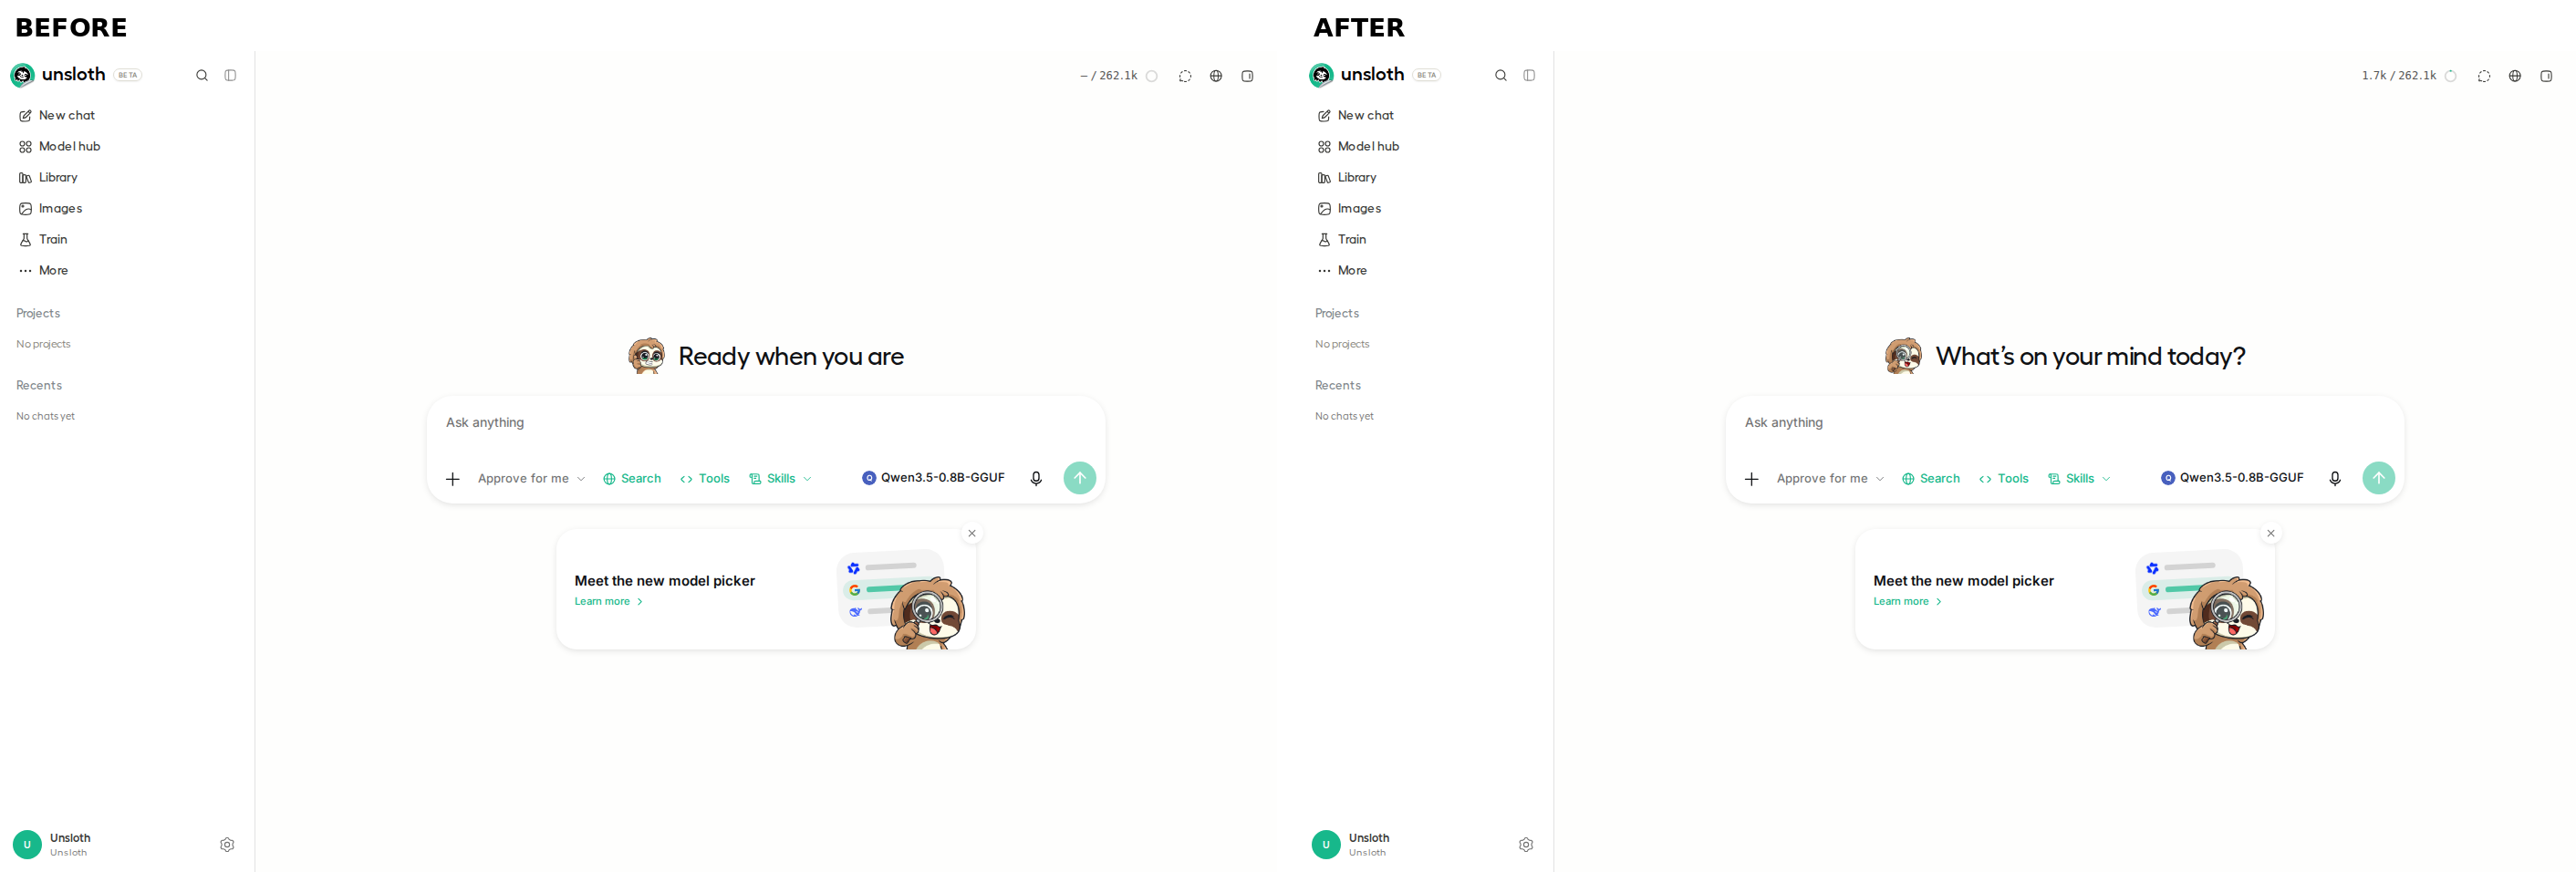 BEFORE
unsloth BETA
– / 262.1k
New chat
Model hub
Library
Images
Train
More
Projects
No projects
Recents
No chats yet
Ready when you are
Ask anything
Approve for me
Search
Tools
Skills
Q Qwen3.5-0.8B-GGUF
Meet the new model picker
Learn more
U
Unsloth
Unsloth
AFTER
unsloth BETA
1.7k / 262.1k
New chat
Model hub
Library
Images
Train
More
Projects
No projects
Recents
No chats yet
What's on your mind today?
Ask anything
Approve for me
Search
Tools
Skills
Q Qwen3.5-0.8B-GGUF
Meet the new model picker
Learn more
U
Unsloth
Unsloth